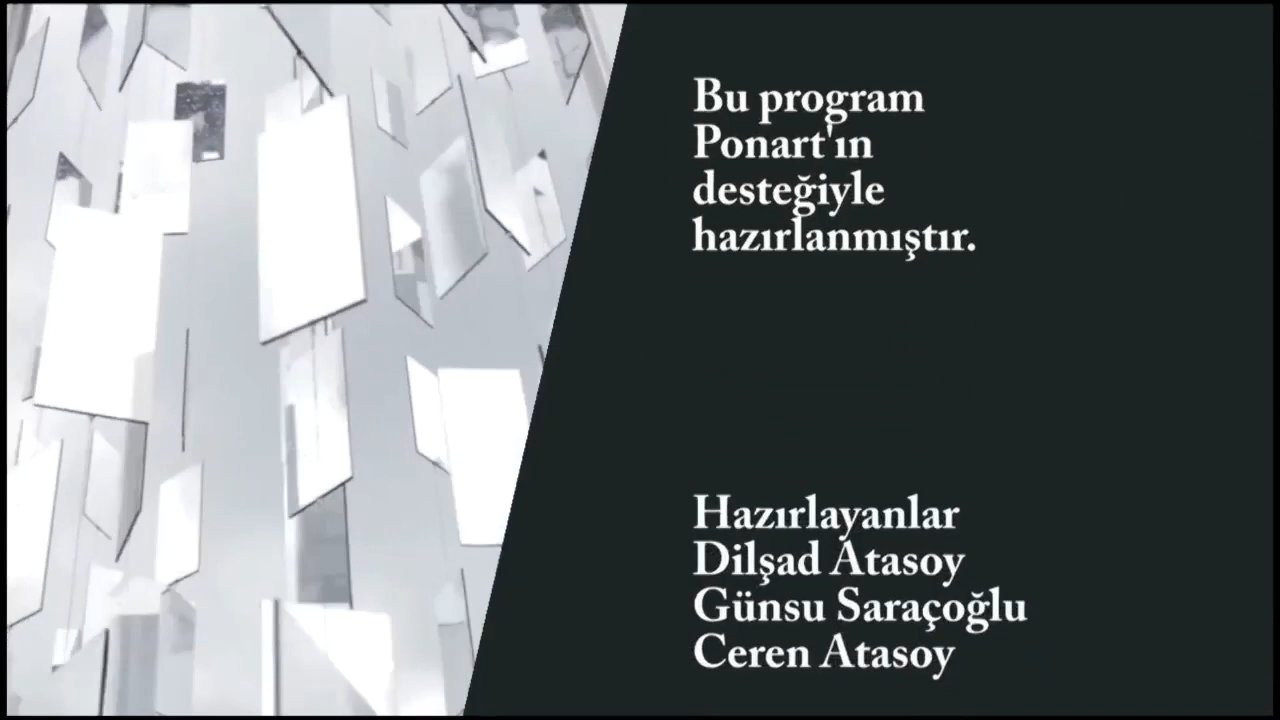 Bu program
Ponart'ın
desteğiyle
hazırlanmıştır.
Hazırlayanlar
Dilşad Atasoy
Günsu Saraçoğlu
Ceren Atasoy